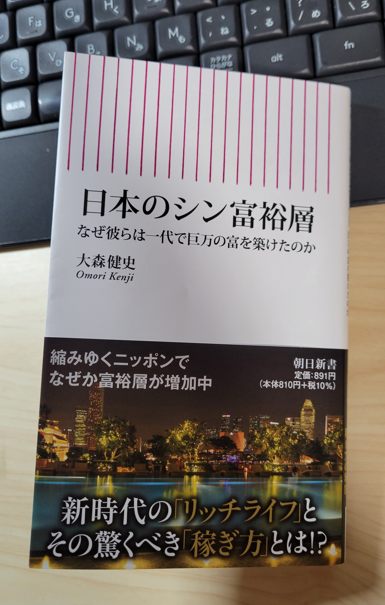 日本のシン富裕層
なぜ彼らは一代で巨万の富を築けたのか
大森健史
Omori Kenji
縮みゆくニッポンで
なぜか富裕層が増加中
朝日新書
定価:891円
(本体810円+税10%)
新時代の「リッチライフ」と
その驚くべき「稼ぎ方」とは!?